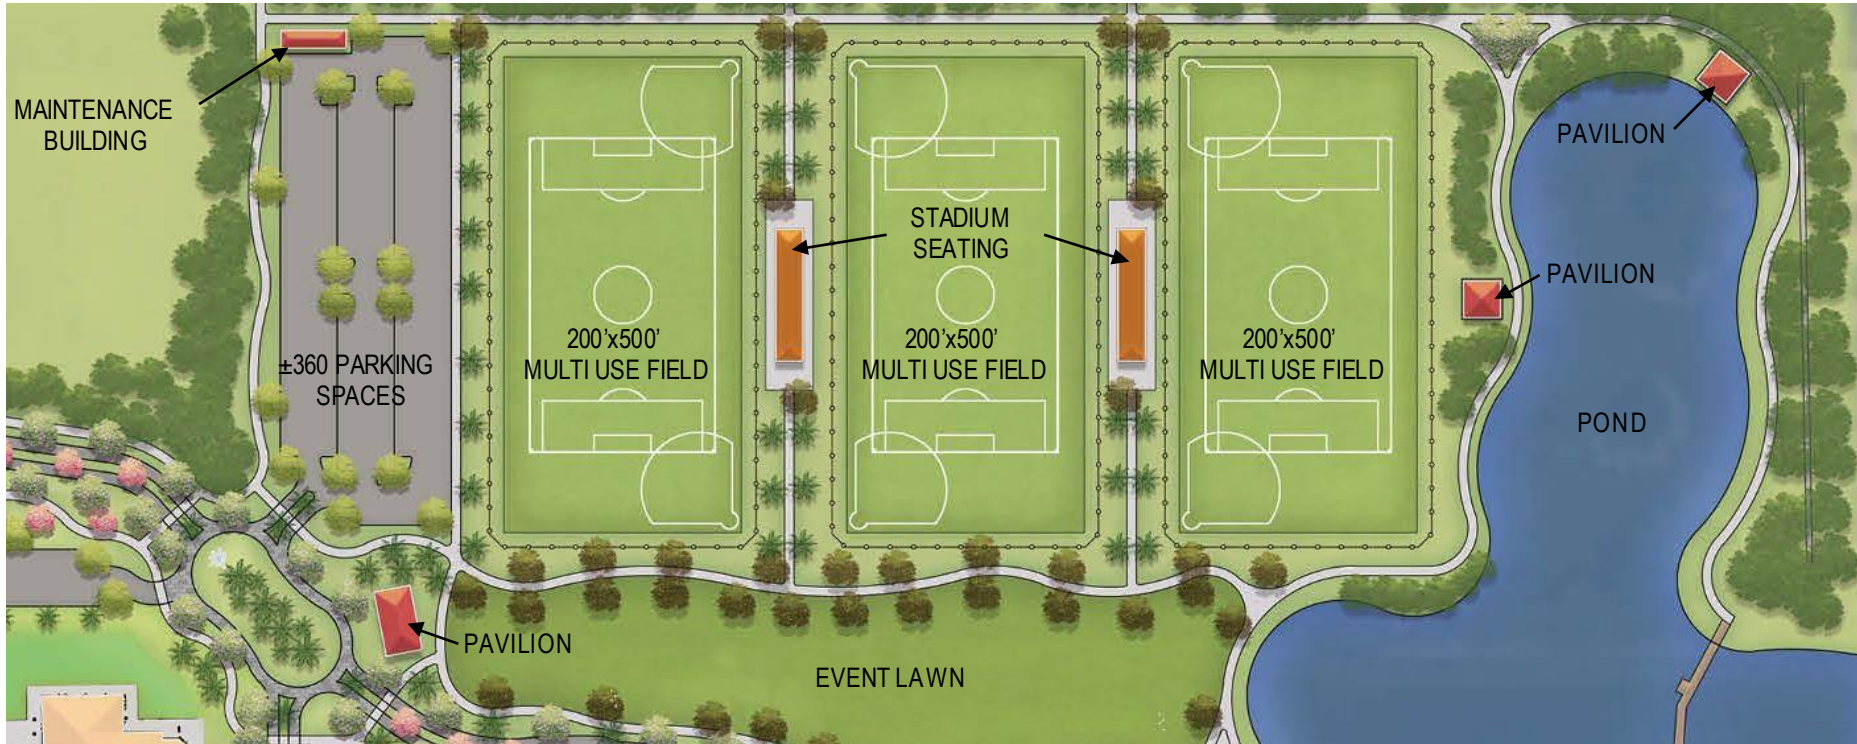 MAINTENANCE
BUILDING
PAVILION
STADIUM
SEATING
PAVILION
±360 PARKING
SPACES
200'x500'
MULTI USE FIELD
200'x500'
MULTI USE FIELD
200'x500'
MULTI USE FIELD
POND
PAVILION
EVENT LAWN